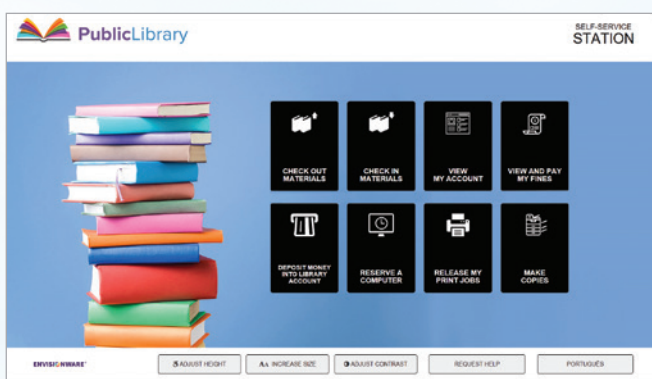 PublicLibrary
SELF-SERVICE
STATION
CHECK OUT
MATERIALS
CHECK IN
MATERIALS
VIEW
MY ACCOUNT
VIEW AND PAY
MY FINES
DEPOSIT MONEY
INTO LIBRARY
ACCOUNT
RESERVE A
COMPUTER
RELEASE MY
PRINT JOBS
MAKE
COPIES
ENVISIONWARE®
ADJUST HEIGHT
AA INCREASE SIZE
ADJUST CONTRAST
REQUEST HELP
PORTUGUÊS